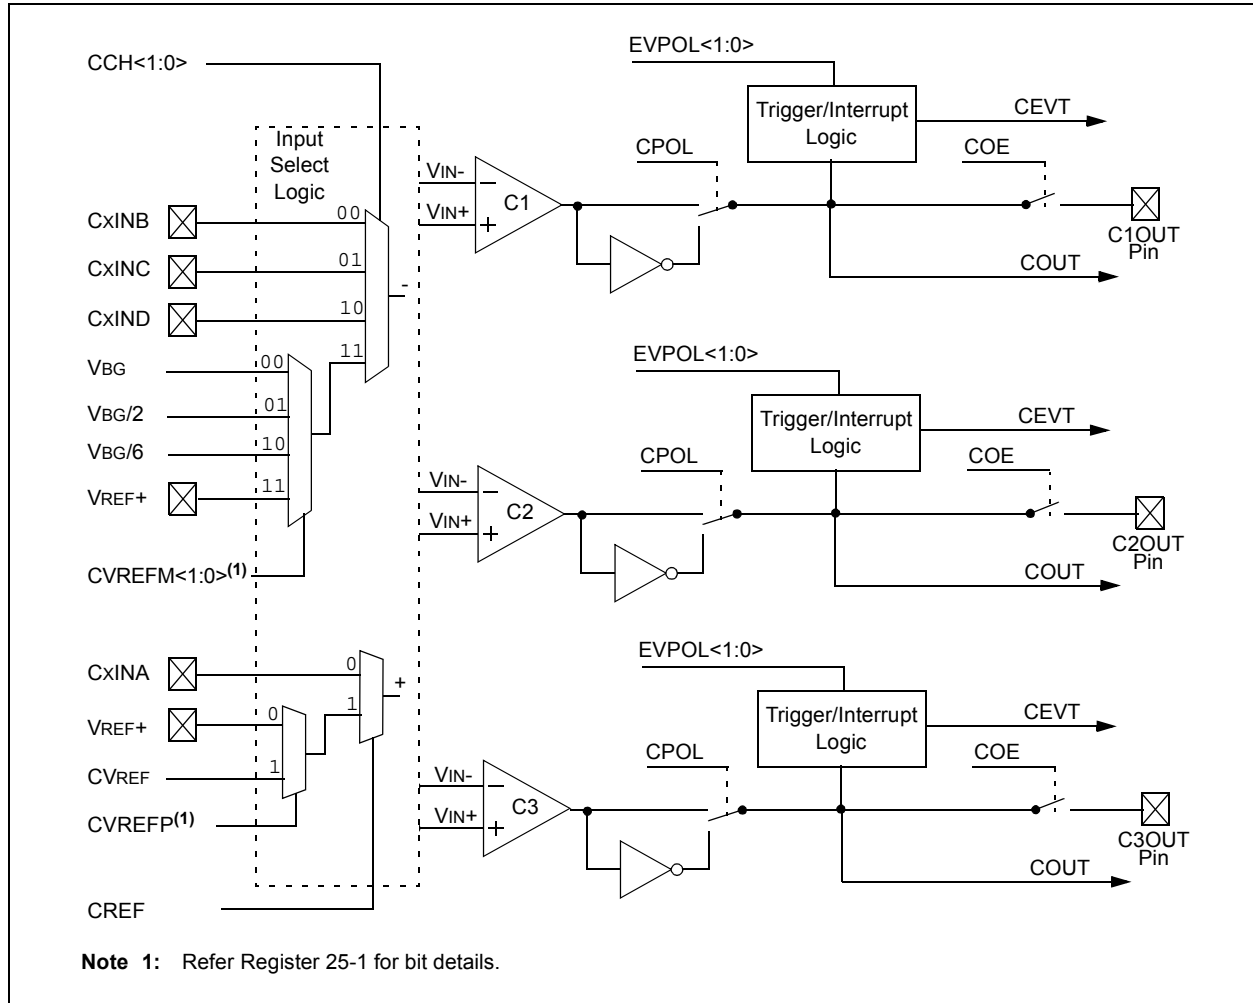 CCH<1:0>
Input
Select
Logic
CXINB
CXINC
CXIND
VBG
VBG/2
VBG/6
VREF+
CVREFM<1:0>(1)
00
01
10
11
-
00
01
10
11
CXINA
VREF+
CVREF
CVREFP(1)
CREF
0
1
+
0
1
EVPOL<1:0>
Trigger/Interrupt
Logic
CEVT
CPOL
COE
VIN-
VIN+
-
+
C1
C1OUT
Pin
COUT
EVPOL<1:0>
Trigger/Interrupt
Logic
CEVT
CPOL
COE
VIN-
VIN+
-
+
C2
C2OUT
Pin
COUT
EVPOL<1:0>
Trigger/Interrupt
Logic
CEVT
CPOL
COE
VIN-
VIN+
-
+
C3
C3OUT
Pin
COUT
Note 1: Refer Register 25-1 for bit details.